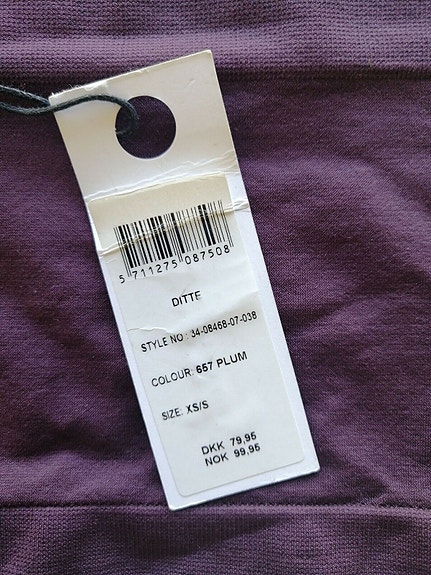 5 711275 087508
DITTE
STYLE NO : 34-08468-07-038
COLOUR: 657 PLUM
SIZE: XS/S
DKK 79,95
NOK 99,95